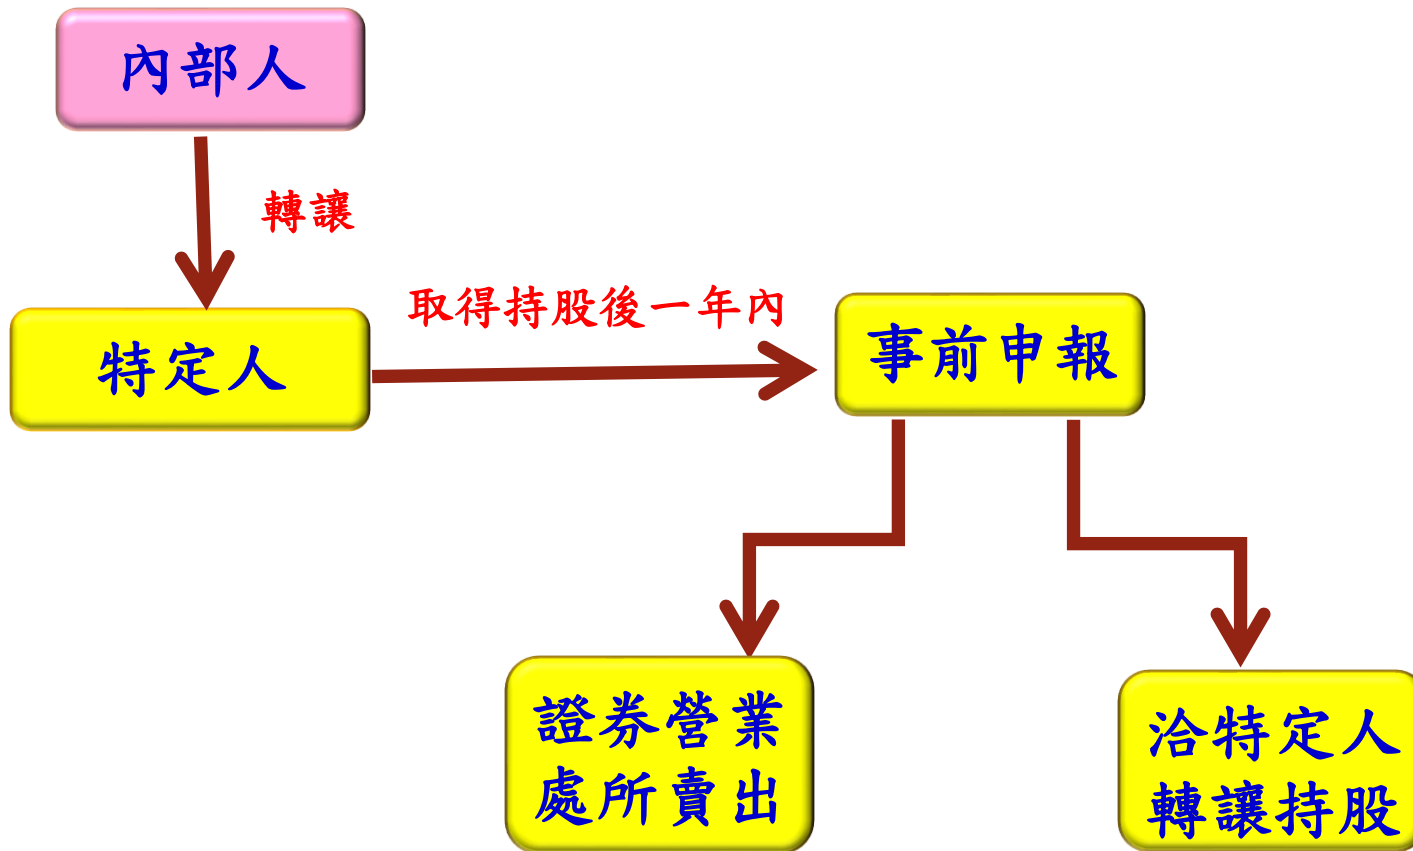 內部人
轉讓
特定人
取得持股後一年內
事前申報
證券營業
處所賣出
洽特定人
轉讓持股